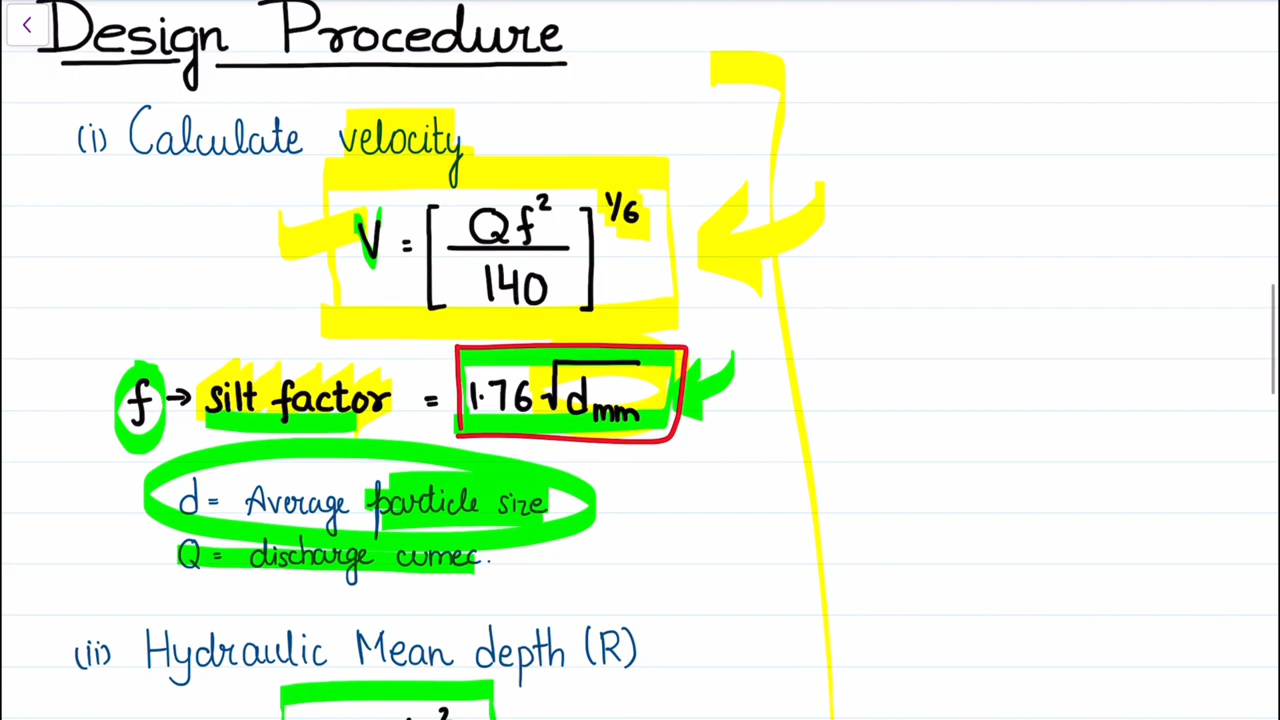 Design Procedure
(i) Calculate velocity
V = [ Qf² / 140 ]^1/6
f → silt factor = 1.76 √d mm
d = Average particle size
Q = discharge cumec.
(ii) Hydraulic Mean depth (R)